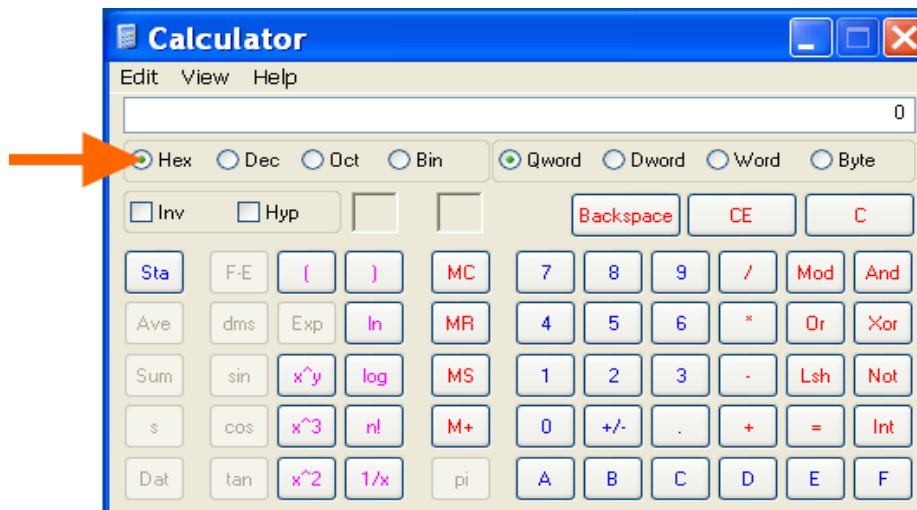 Calculator
Edit View Help
0
Hex Dec Oct Bin Qword Dword Word Byte
Inv Hyp Backspace CE C
Sta F-E ( ) MC 7 8 9 / Mod And
Ave dms Exp ln MR 4 5 6 * Or Xor
Sum sin x^y log MS 1 2 3 - Lsh Not
s cos x^3 n! M+ 0 +/- . + = Int
Dat tan x^2 1/x pi A B C D E F